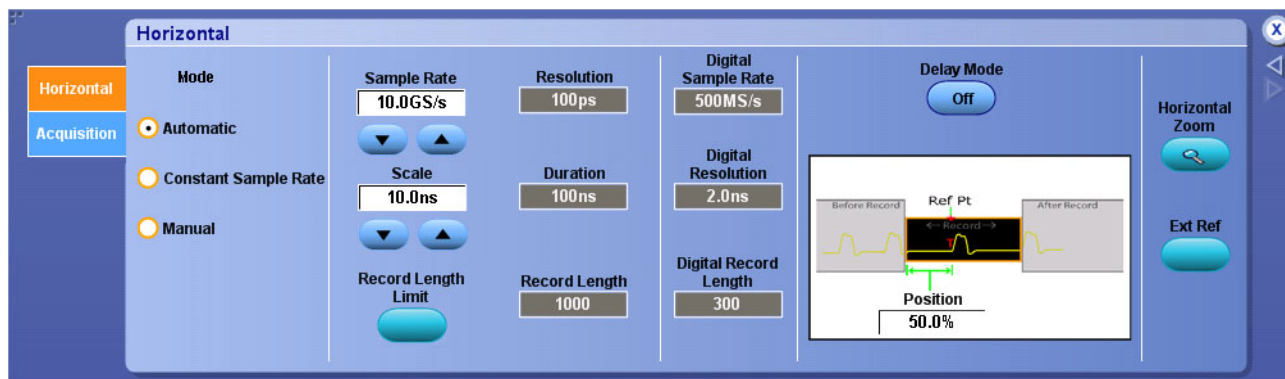 Horizontal
X
Horizontal
Acquisition
Mode
Automatic
Constant Sample Rate
Manual
Sample Rate
10.0GS/s
Scale
10.0ns
Record Length
Limit
Resolution
100ps
Duration
100ns
Record Length
1000
Digital
Sample Rate
500MS/s
Digital
Resolution
2.0ns
Digital Record
Length
300
Delay Mode
Off
Before Record
Ref Pt
After Record
Record
T
Position
50.0%
Horizontal
Zoom
Ext Ref